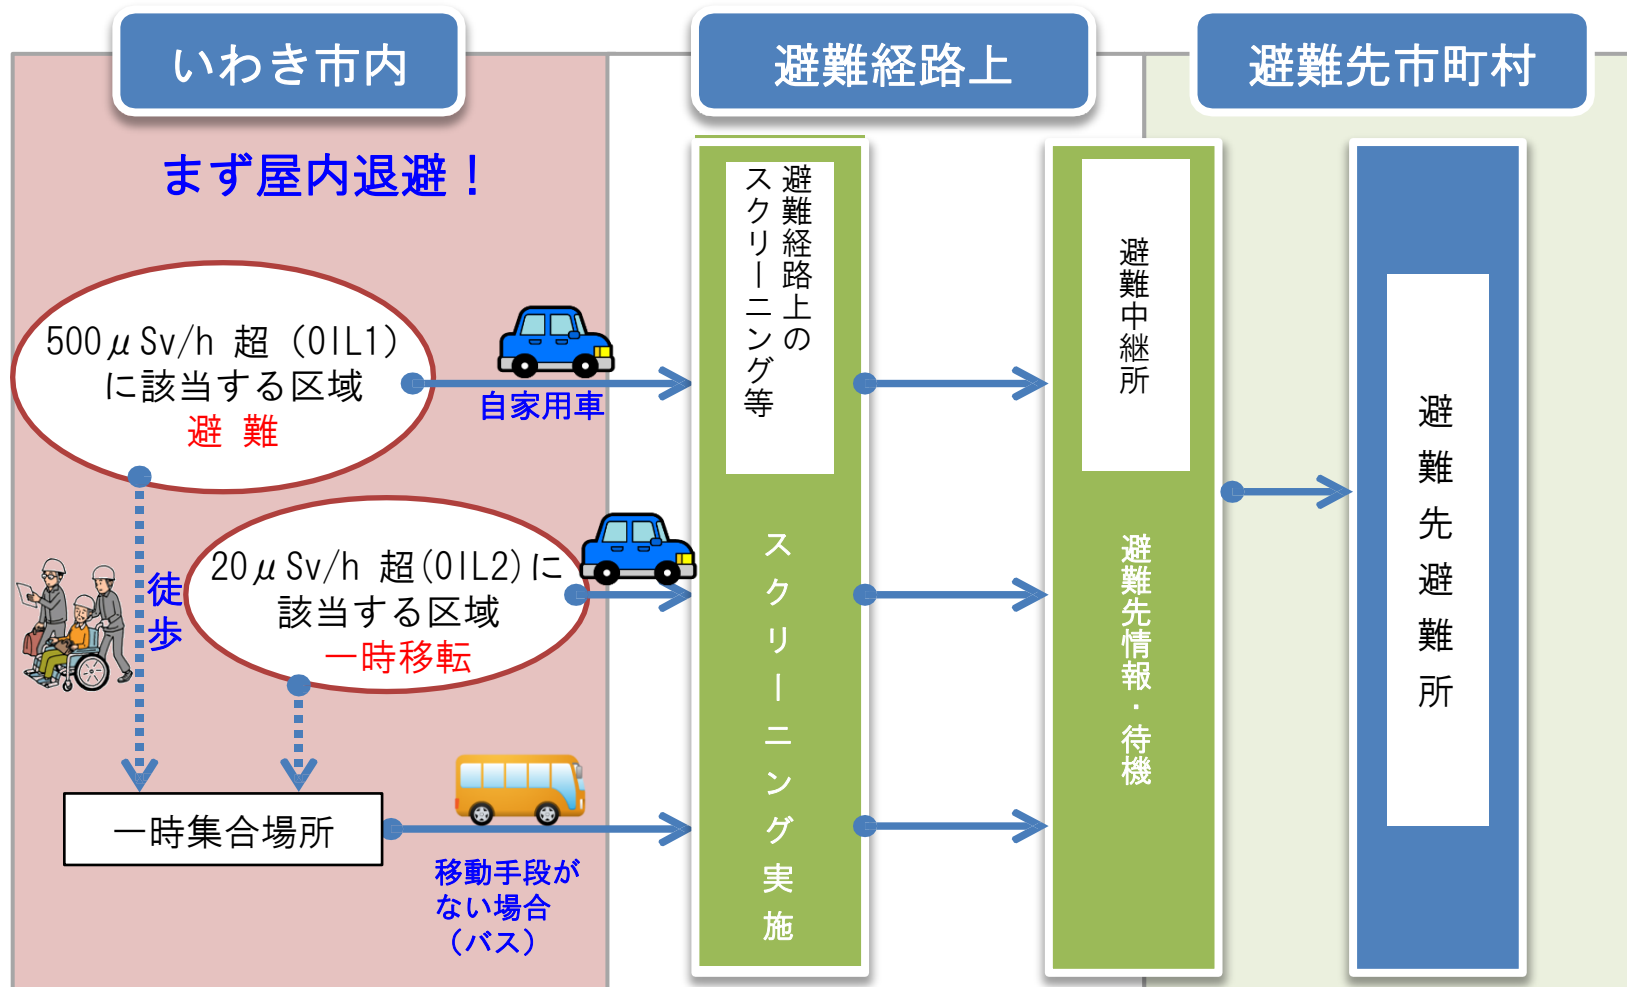 いわき市内
避難経路上
避難先市町村
まず屋内退避！
500μSv/h 超（OIL1）
に該当する区域
避 難
自家用車
20μSv/h 超(OIL2)に
該当する区域
一時移転
徒歩
一時集合場所
移動手段が
ない場合
（バス）
避難経路上の
スクリーニング等
スクリーニング実施
避難中継所
避難先情報・待機
避難先避難所